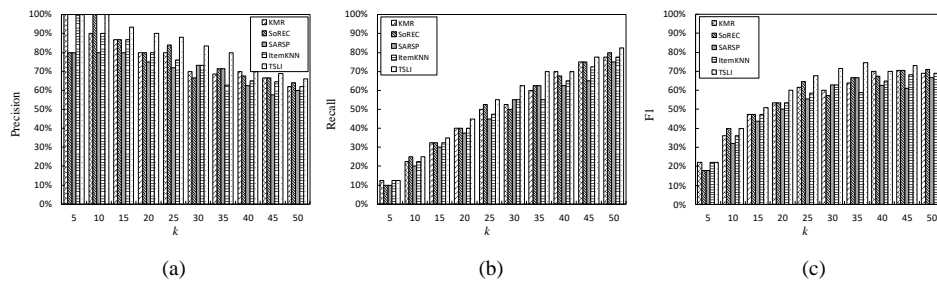 100%
90%
80%
70%
60%
50%
40%
30%
20%
10%
0%
Precision
KMR
SoREC
SARSP
ItemKNN
TSLI
5 10 15 20 25 30 35 40 45 50
k
(a)
100%
90%
80%
70%
60%
50%
40%
30%
20%
10%
0%
Recall
KMR
SoREC
SARSP
ItemKNN
TSLI
5 10 15 20 25 30 35 40 45 50
k
(b)
100%
90%
80%
70%
60%
50%
40%
30%
20%
10%
0%
F1
KMR
SoREC
SARSP
ItemKNN
TSLI
5 10 15 20 25 30 35 40 45 50
k
(c)